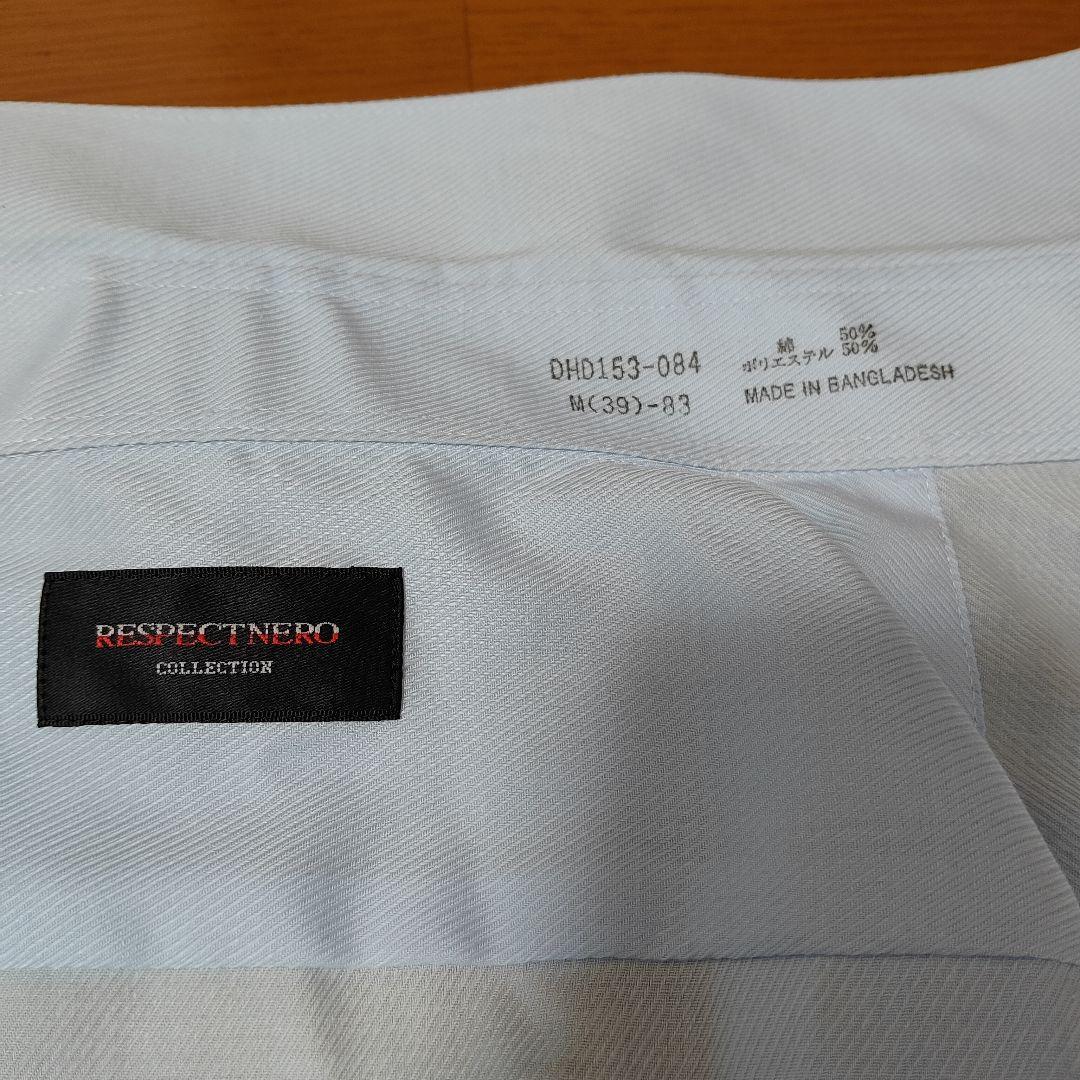 DHD153-084
M(39)-83
綿 50%
ポリエステル 50%
MADE IN BANGLADESH
RESPECTNERO
COLLECTION